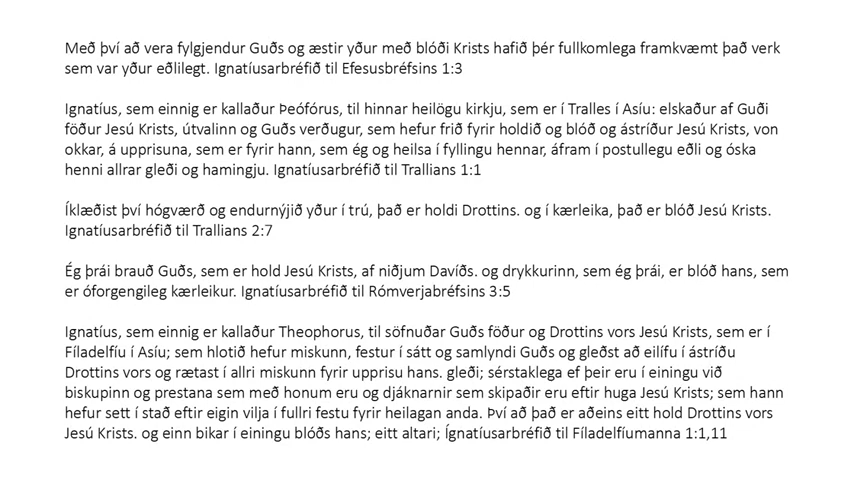 Með því að vera fylgjendur Guðs og æstir yður með blóði Krists hafið þér fullkomlega framkvæmt það verk
sem var yður eðlilegt. Ignatíusarbréfið til Efesusbréfsins 1:3
Ignatíus, sem einnig er kallaður Þeófórus, til hinnar heilögu kirkju, sem er í Tralles í Asíu: elskaður af Guði
föður Jesú Krists, útvalinn og Guðs verðugur, sem hefur frið fyrir holdið og blóð og ástríður Jesú Krists, von
okkar, á upprisuna, sem er fyrir hann, sem ég og heilsa í fyllingu hennar, áfram í postullegu eðli og óska
henni allrar gleði og hamingju. Ignatíusarbréfið til Trallians 1:1
Íklæðist því hógværð og endurnýjið yður í trú, það er holdi Drottins. og í kærleika, það er blóð Jesú Krists.
Ignatíusarbréfið til Trallians 2:7
Ég þrái brauð Guðs, sem er hold Jesú Krists, af niðjum Davíðs. og drykkurinn, sem ég þrái, er blóð hans, sem
er óforgengileg kærleikur. Ignatíusarbréfið til Rómverjabréfsins 3:5
Ignatíus, sem einnig er kallaður Theophorus, til söfnuðar Guðs föður og Drottins vors Jesú Krists, sem er í
Fíladelfíu í Asíu; sem hlotið hefur miskunn, festur í sátt og samlyndi Guðs og gleðst að eilífu í ástríðu
Drottins vors og rætast í allri miskunn fyrir upprisu hans. gleði; sérstaklega ef þeir eru í einingu við
biskupinn og prestana sem með honum eru og djáknarnir sem skipaðir eru eftir huga Jesú Krists; sem hann
hefur sett í stað eftir eigin vilja í fullri festu fyrir heilagan anda. Því að það er aðeins eitt hold Drottins vors
Jesú Krists. og einn bikar í einingu blóðs hans; eitt altari; Ígnatíusarbréfið til Fíladelfíumanna 1:1,11